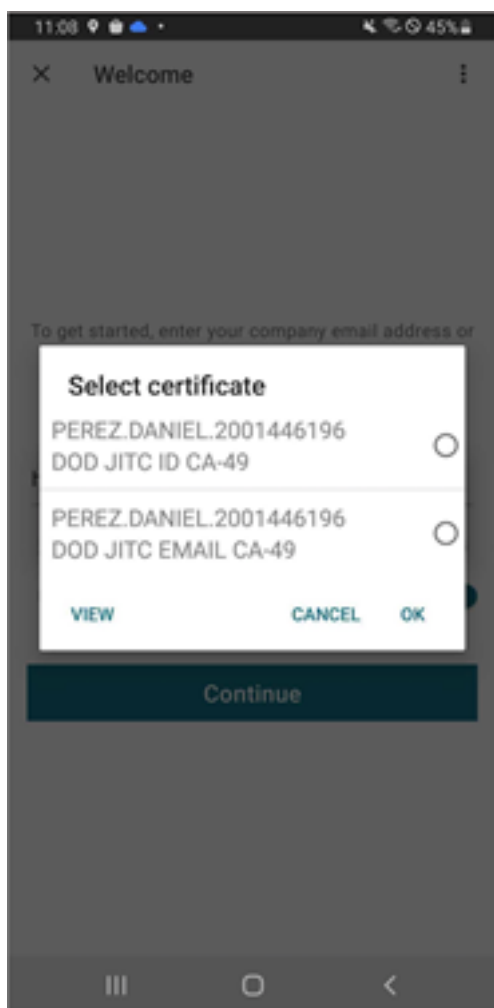 11:08 45%
Welcome
To get started, enter your company email address or
Select certificate
PEREZ.DANIEL.2001446196
DOD JITC ID CA-49
PEREZ.DANIEL.2001446196
DOD JITC EMAIL CA-49
VIEW CANCEL OK
Continue